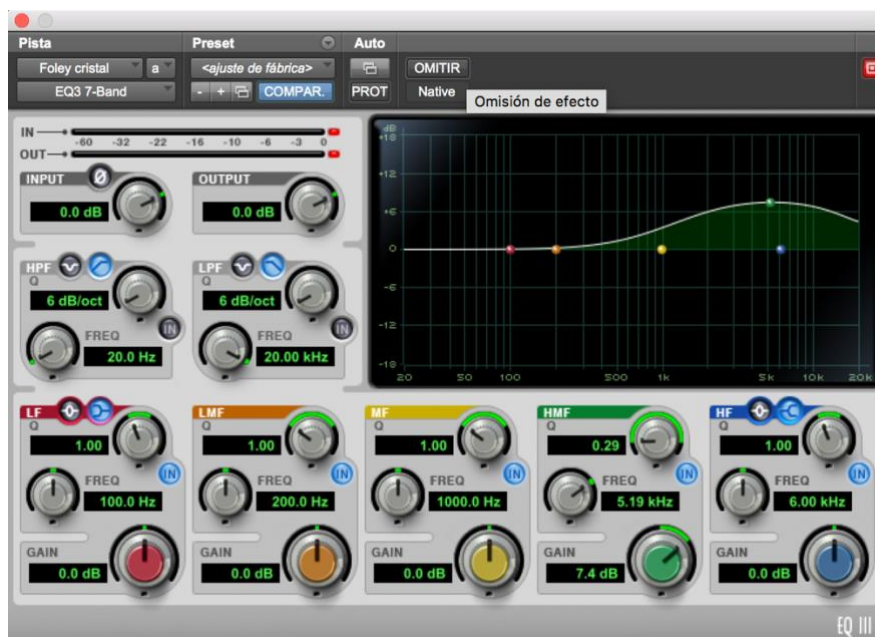 Pista Preset Auto
Foley cristal a <ajuste de fábrica> OMITIR
EQ3 7-Band - + COMPAR. PROT Native
Omisión de efecto
IN
-60 -32 -22 -16 -10 -6 -3 0
OUT
INPUT Ø OUTPUT
0.0 dB 0.0 dB
HPF LPF
Q Q
6 dB/oct 6 dB/oct
IN IN
FREQ FREQ
20.0 Hz 20.00 kHz
dB
+18
+12
+6
0
-6
-12
-18
20 50 100 500 1k 5k 10k 20k
LF LMF MF HMF HF
Q Q Q Q Q
1.00 1.00 1.00 0.29 1.00
IN IN IN IN IN
FREQ FREQ FREQ FREQ FREQ
100.0 Hz 200.0 Hz 1000.0 Hz 5.19 kHz 6.00 kHz
GAIN GAIN GAIN GAIN GAIN
0.0 dB 0.0 dB 0.0 dB 7.4 dB 0.0 dB
EQ III